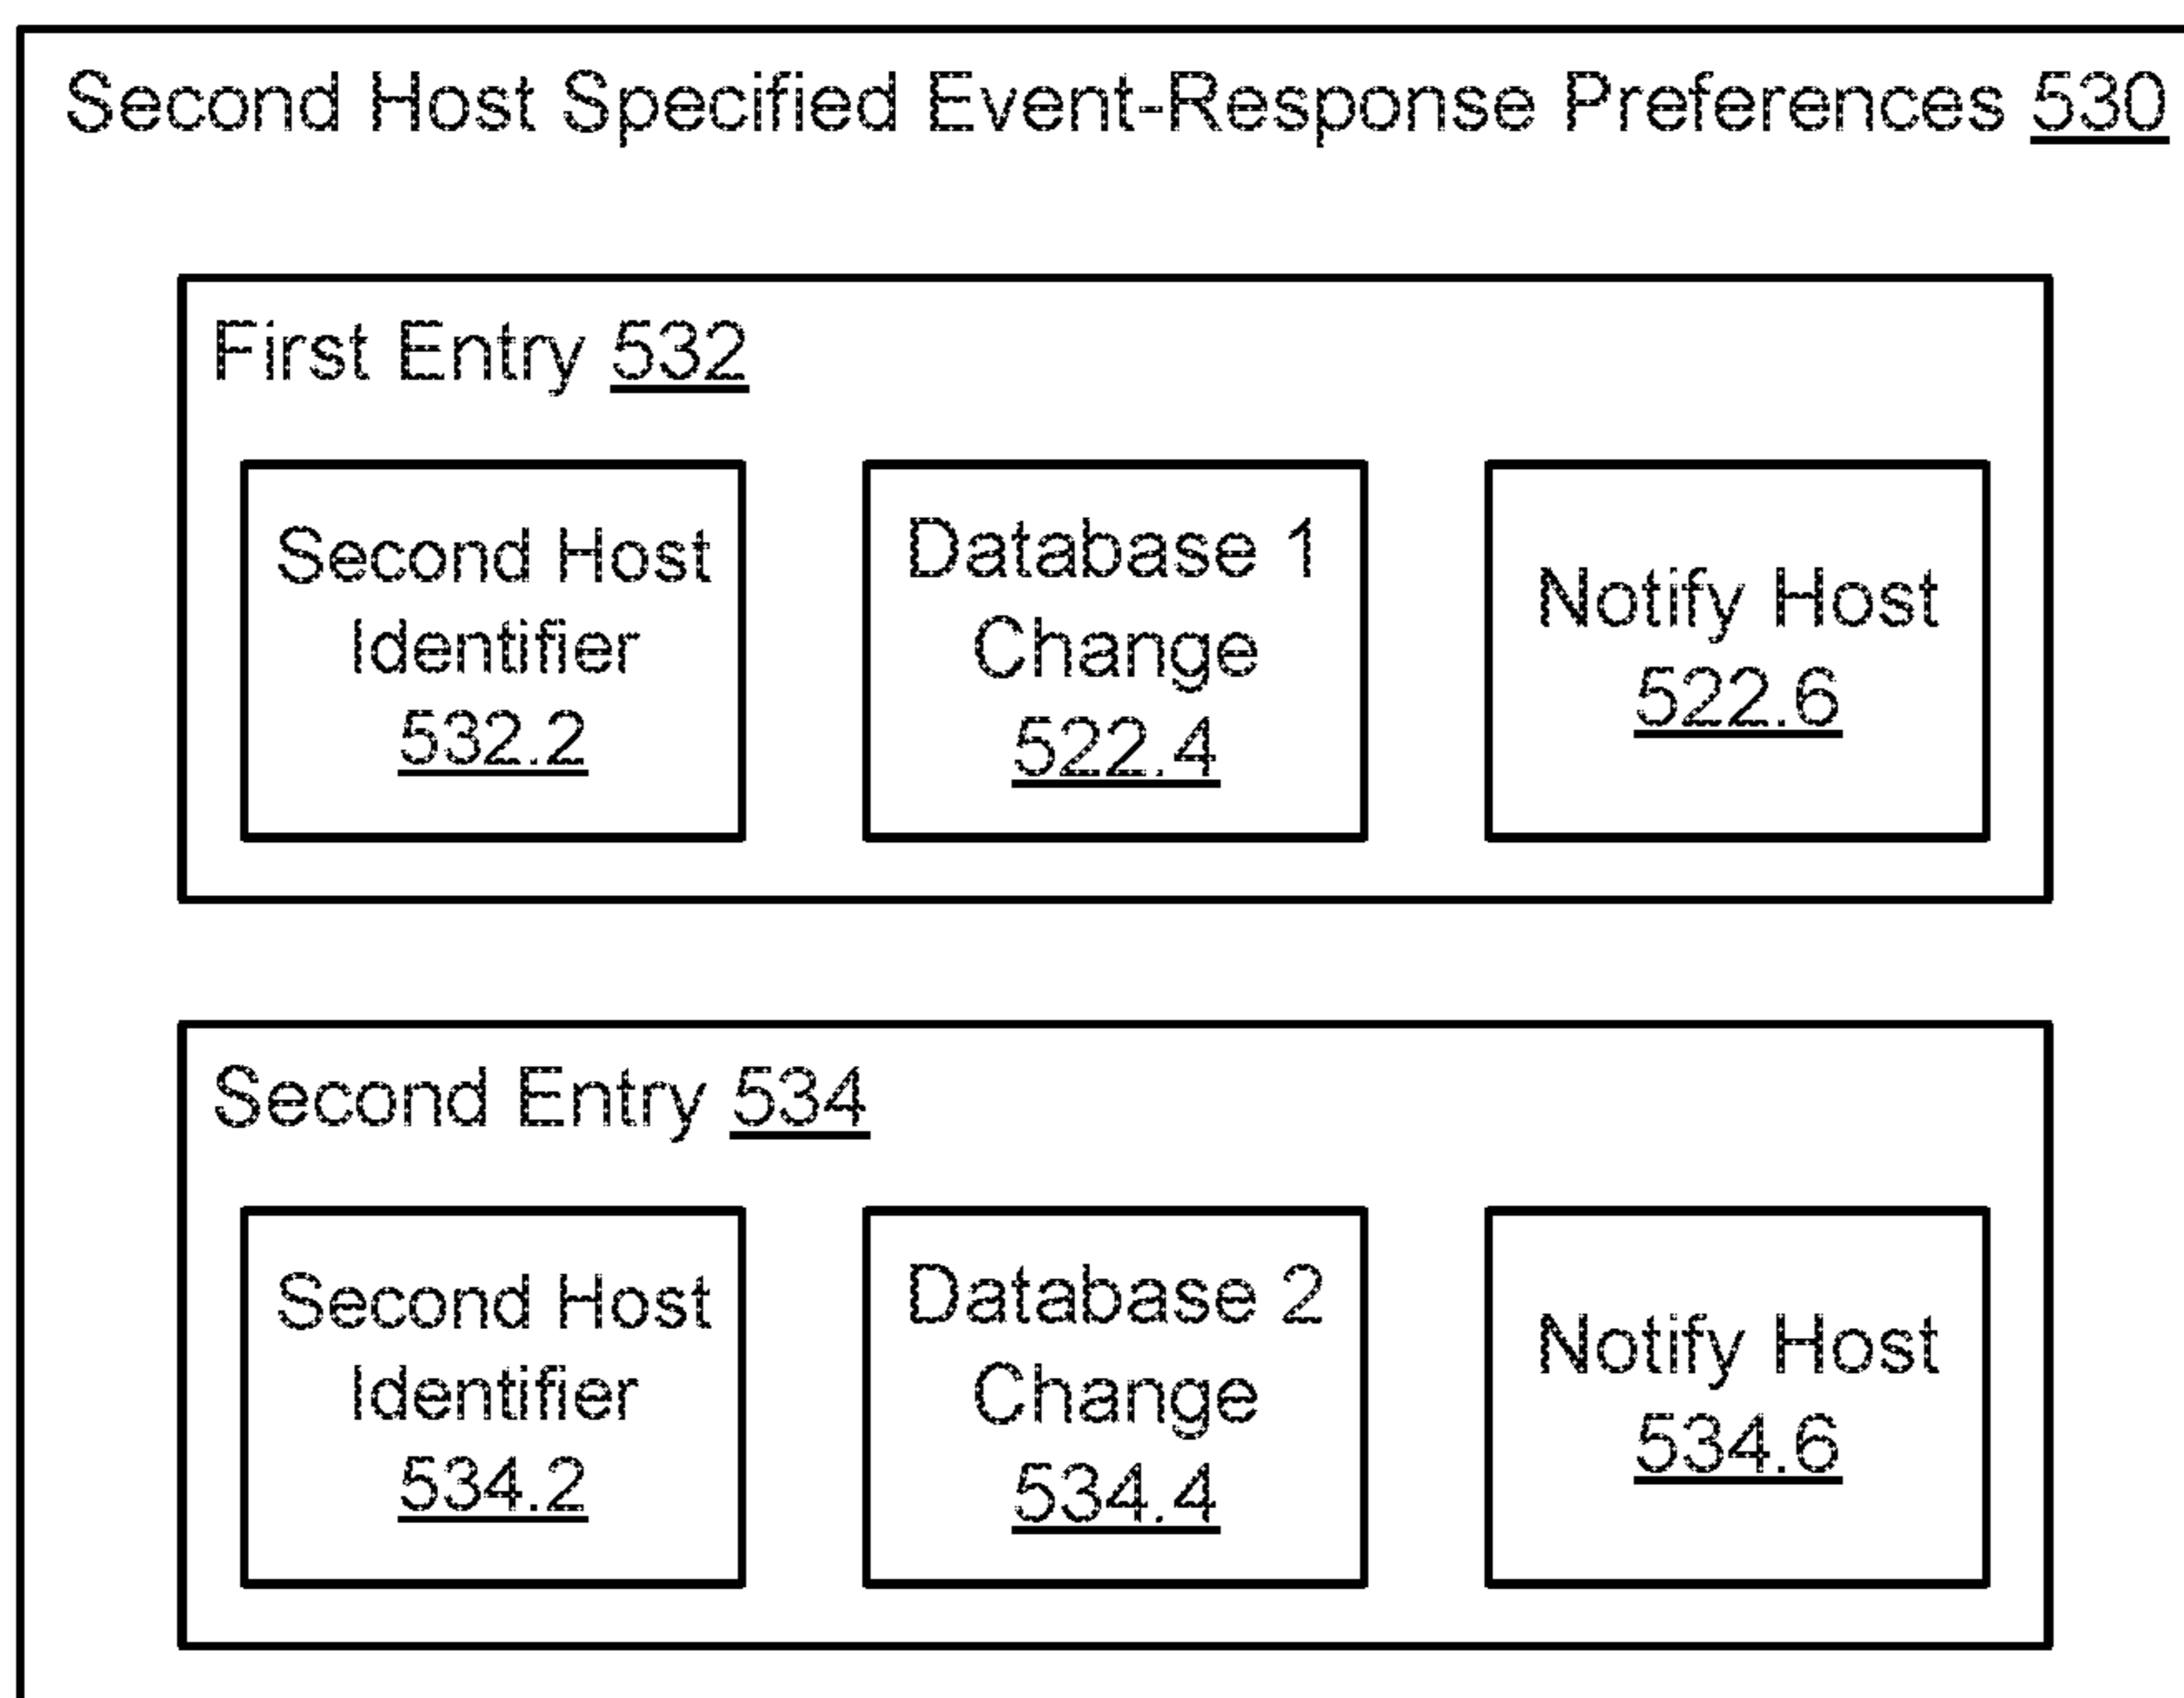 Second Host Specified Event-Response Preferences 530
First Entry 532
Second Host
Identifier
532.2
Database 1
Change
522.4
Notify Host
522.6
Second Entry 534
Second Host
Identifier
534.2
Database 2
Change
534.4
Notify Host
534.6